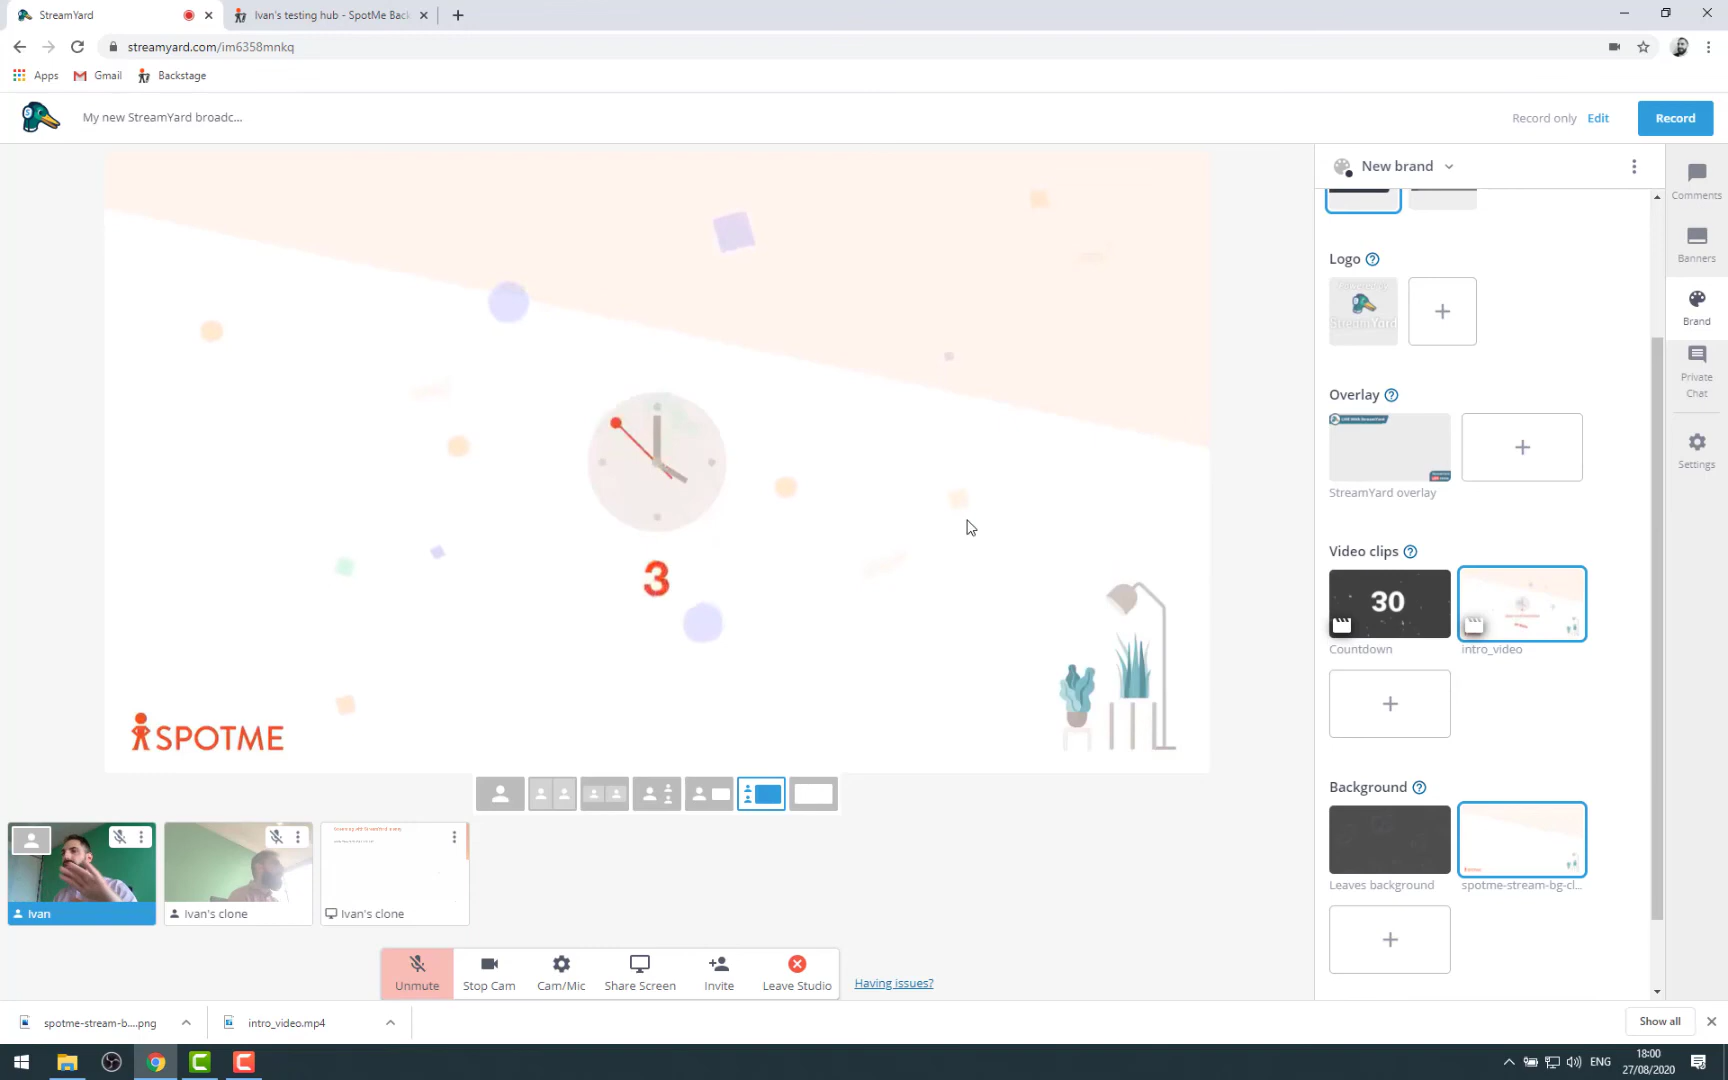 StreamYard
Ivan's testing hub - SpotMe Back
streamyard.com/im6358mnkq
Apps
Gmail
Backstage
My new StreamYard broadc...
Record only
Edit
Record
New brand
Comments
Banners
Brand
Private
Chat
Settings
Logo
StreamYard
Overlay
StreamYard overlay
Video clips
30
Countdown
intro_video
Background
Leaves background
spotme-stream-bg-cl...
3
SPOTME
Ivan
Ivan's clone
Ivan's clone
Unmute
Stop Cam
Cam/Mic
Share Screen
Invite
Leave Studio
Having issues?
spotme-stream-b....png
intro_video.mp4
Show all
ENG
18:00
27/08/2020